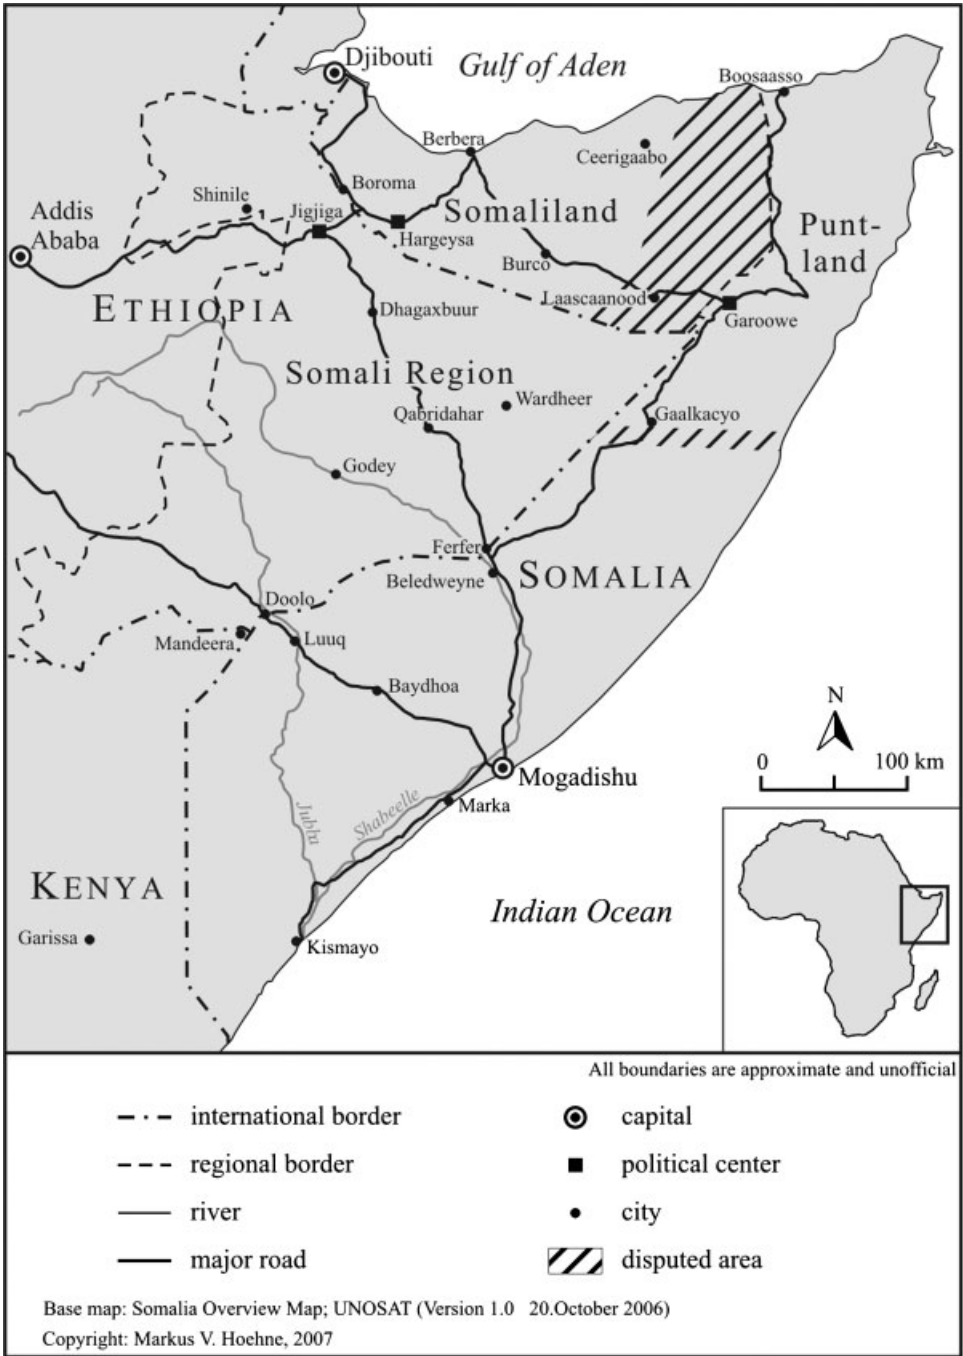 Djibouti
Gulf of Aden
Boosaasso
Berbera
Ceerigaabo
Boroma
Shinile
Addis
Ababa
Jigjiga
Somaliland
Hargeysa
Punt-
land
Burco
Laascaanood
ETHIOPIA
Dhagaxbuur
Garoowe
Somali Region
Wardheer
Qabridahar
Gaalkacyo
Godey
Ferfer
Beledweyne
SOMALIA
Doolo
Mandeera
Luuq
Baydhoa
N
0 100 km
Mogadishu
Marka
Jubba
Shabeelle
KENYA
Indian Ocean
Garissa
Kismayo
All boundaries are approximate and unofficial
international border
capital
regional border
political center
river
city
major road
disputed area
Base map: Somalia Overview Map; UNOSAT (Version 1.0 20.October 2006)
Copyright: Markus V. Hoehne, 2007